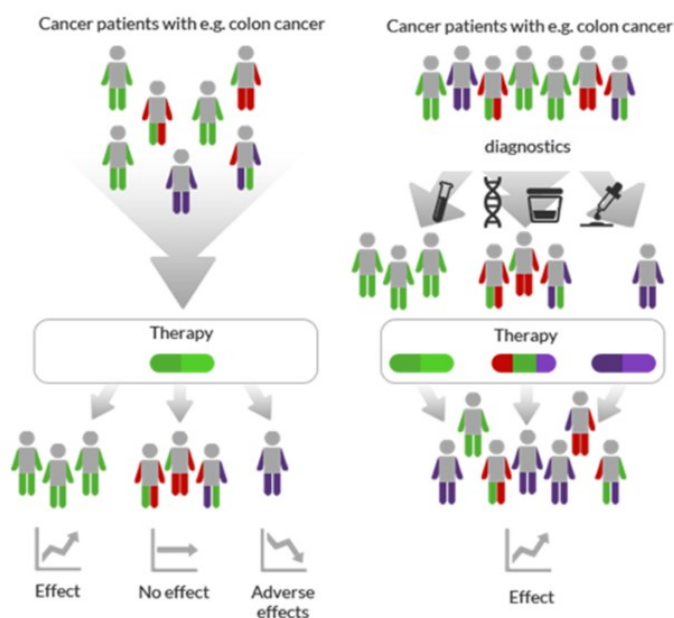 Cancer patients with e.g. colon cancer
Therapy
Effect
No effect
Adverse
effects
Cancer patients with e.g. colon cancer
diagnostics
Therapy
Effect